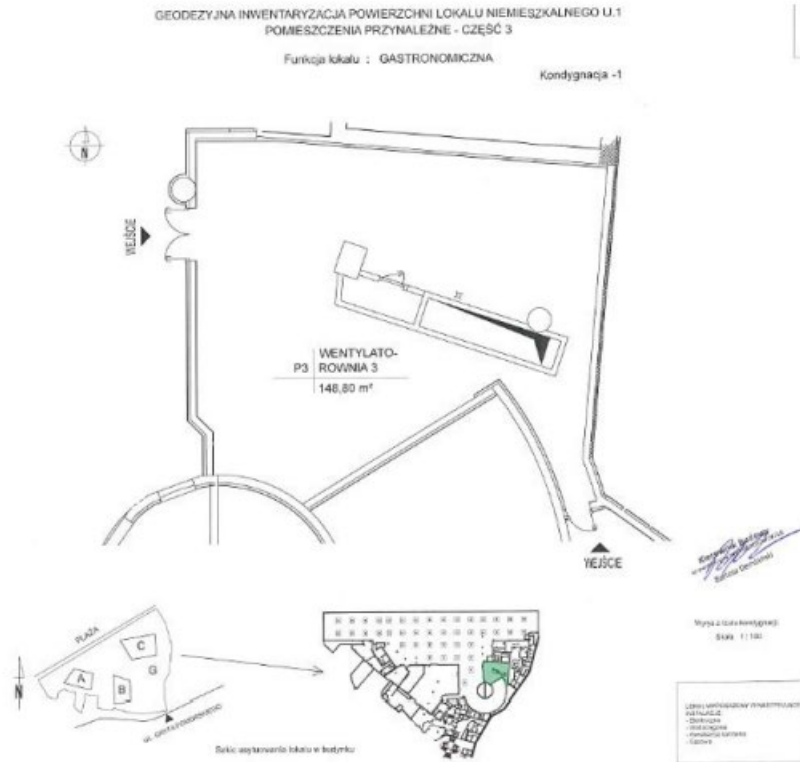 GEODEZYJNA INWENTARYZACJA POWIERZCHNI LOKALU NIEMIESZKALNEGO U.1
POMIESZCZENIA PRZYNALEŻNE - CZĘŚĆ 3
Funkcja lokalu : GASTRONOMICZNA
Kondygnacja -1
N
WEJŚCIE
WENTYLATO-
P3 ROWNIA 3
148,80 m²
WEJŚCIE
PLAŻA
C
A
G
B
N
Szkic usytuowania lokalu w budynku
Skala 1:100